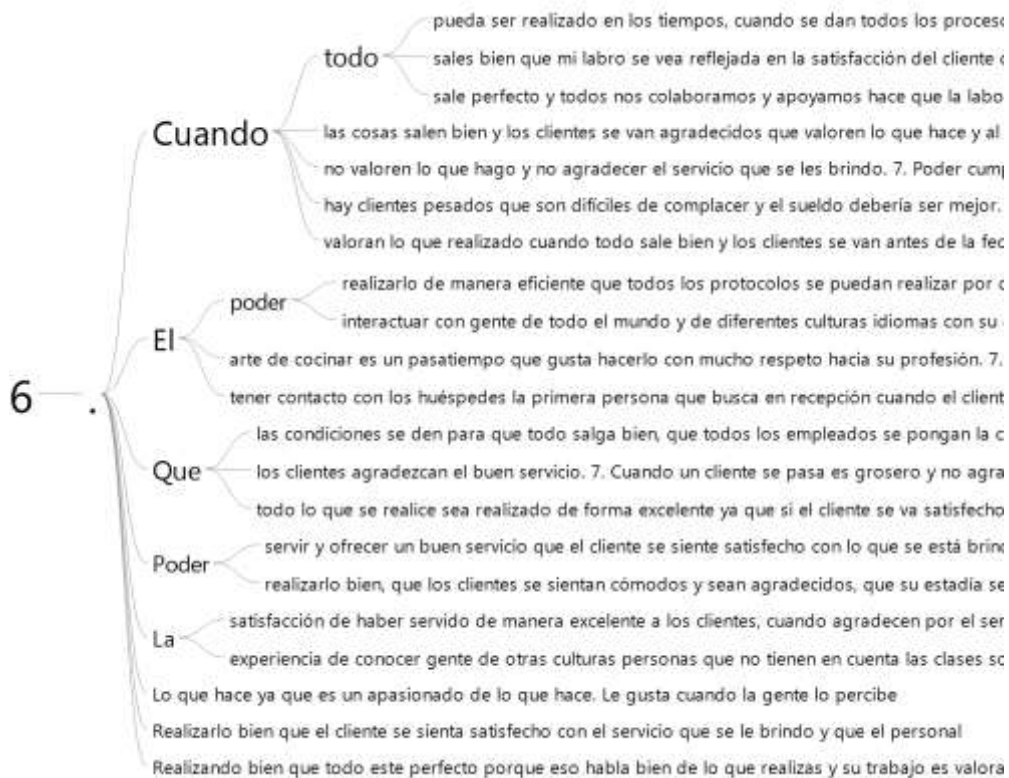 pueda ser realizado en los tiempos, cuando se dan todos los proceso
todo
sales bien que mi labro se vea reflejada en la satisfacción del cliente
sale perfecto y todos nos colaboramos y apoyamos hace que la labo
Cuando
las cosas salen bien y los clientes se van agradecidos que valoren lo que hace y al
no valoren lo que hago y no agradecer el servicio que se les brindo. 7. Poder cump
hay clientes pesados que son difíciles de complacer y el sueldo debería ser mejor.
valoran lo que realizado cuando todo sale bien y los clientes se van antes de la fec
poder
realizarlo de manera eficiente que todos los protocolos se puedan realizar por
interactuar con gente de todo el mundo y de diferentes culturas idiomas con su
El
arte de cocinar es un pasatiempo que gusta hacerlo con mucho respeto hacia su profesión. 7.
6 .
tener contacto con los huéspedes la primera persona que busca en recepción cuando el client
las condiciones se den para que todo salga bien, que todos los empleados se pongan la c
Que
los clientes agradezcan el buen servicio. 7. Cuando un cliente se pasa es grosero y no agra
todo lo que se realice sea realizado de forma excelente ya que si el cliente se va satisfecho
servir y ofrecer un buen servicio que el cliente se siente satisfecho con lo que se está brind
Poder
realizarlo bien, que los clientes se sientan cómodos y sean agradecidos, que su estadía se
satisfacción de haber servido de manera excelente a los clientes, cuando agradecen por el ser
La
experiencia de conocer gente de otras culturas personas que no tienen en cuenta las clases so
Lo que hace ya que es un apasionado de lo que hace. Le gusta cuando la gente lo percibe
Realizarlo bien que el cliente se sienta satisfecho con el servicio que se le brindo y que el personal
Realizando bien que todo este perfecto porque eso habla bien de lo que realizas y su trabajo es valora